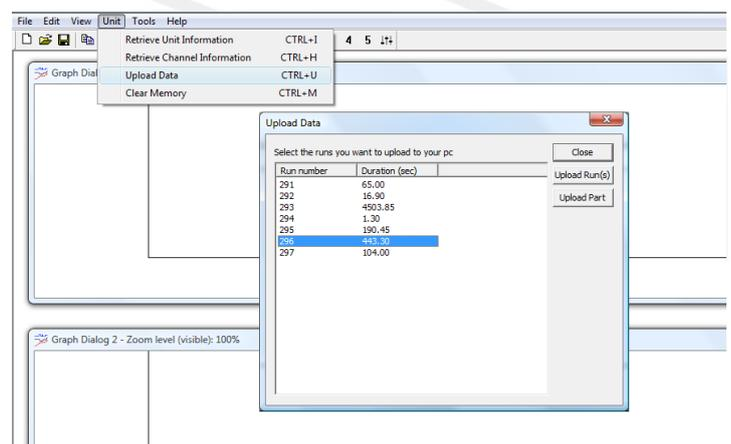 File Edit View Unit Tools Help
4 5
Retrieve Unit Information CTRL+I
Retrieve Channel Information CTRL+H
Upload Data CTRL+U
Clear Memory CTRL+M
Graph Dial
Upload Data
Select the runs you want to upload to your pc
Close
Upload Run(s)
Upload Part
Run number Duration (sec)
291 65.00
292 16.90
293 4503.85
294 1.30
295 190.45
296 443.30
297 104.00
Graph Dialog 2 - Zoom level (visible): 100%